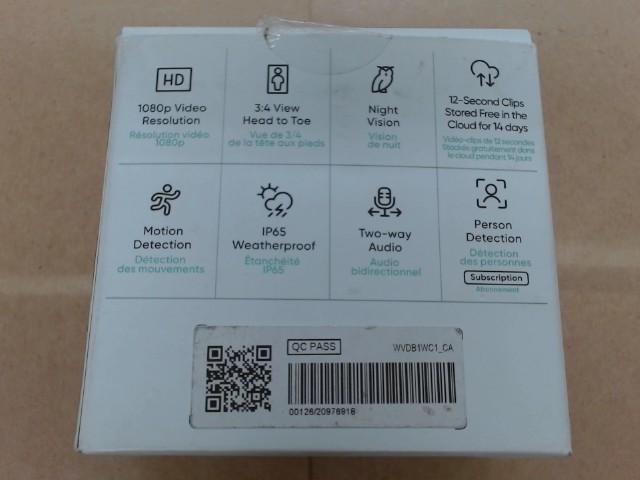 HD
1080p Video
Resolution
Résolution vidéo
1080p
3:4 View
Head to Toe
Vue de 3/4
de la tête aux pieds
Night
Vision
Vision
de nuit
12-Second Clips
Stored Free in the
Cloud for 14 days
Vidéo-clips de 12 secondes
Stockés gratuitement dans
le cloud pendant 14 jours
Motion
Detection
Détection
des mouvements
IP65
Weatherproof
Étanchéité
IP65
Two-way
Audio
Audio
bidirectionnel
Person
Detection
Détection
des personnes
Subscription
Abonnement
QC PASS
WVDB1WC1_CA
00126/20976918